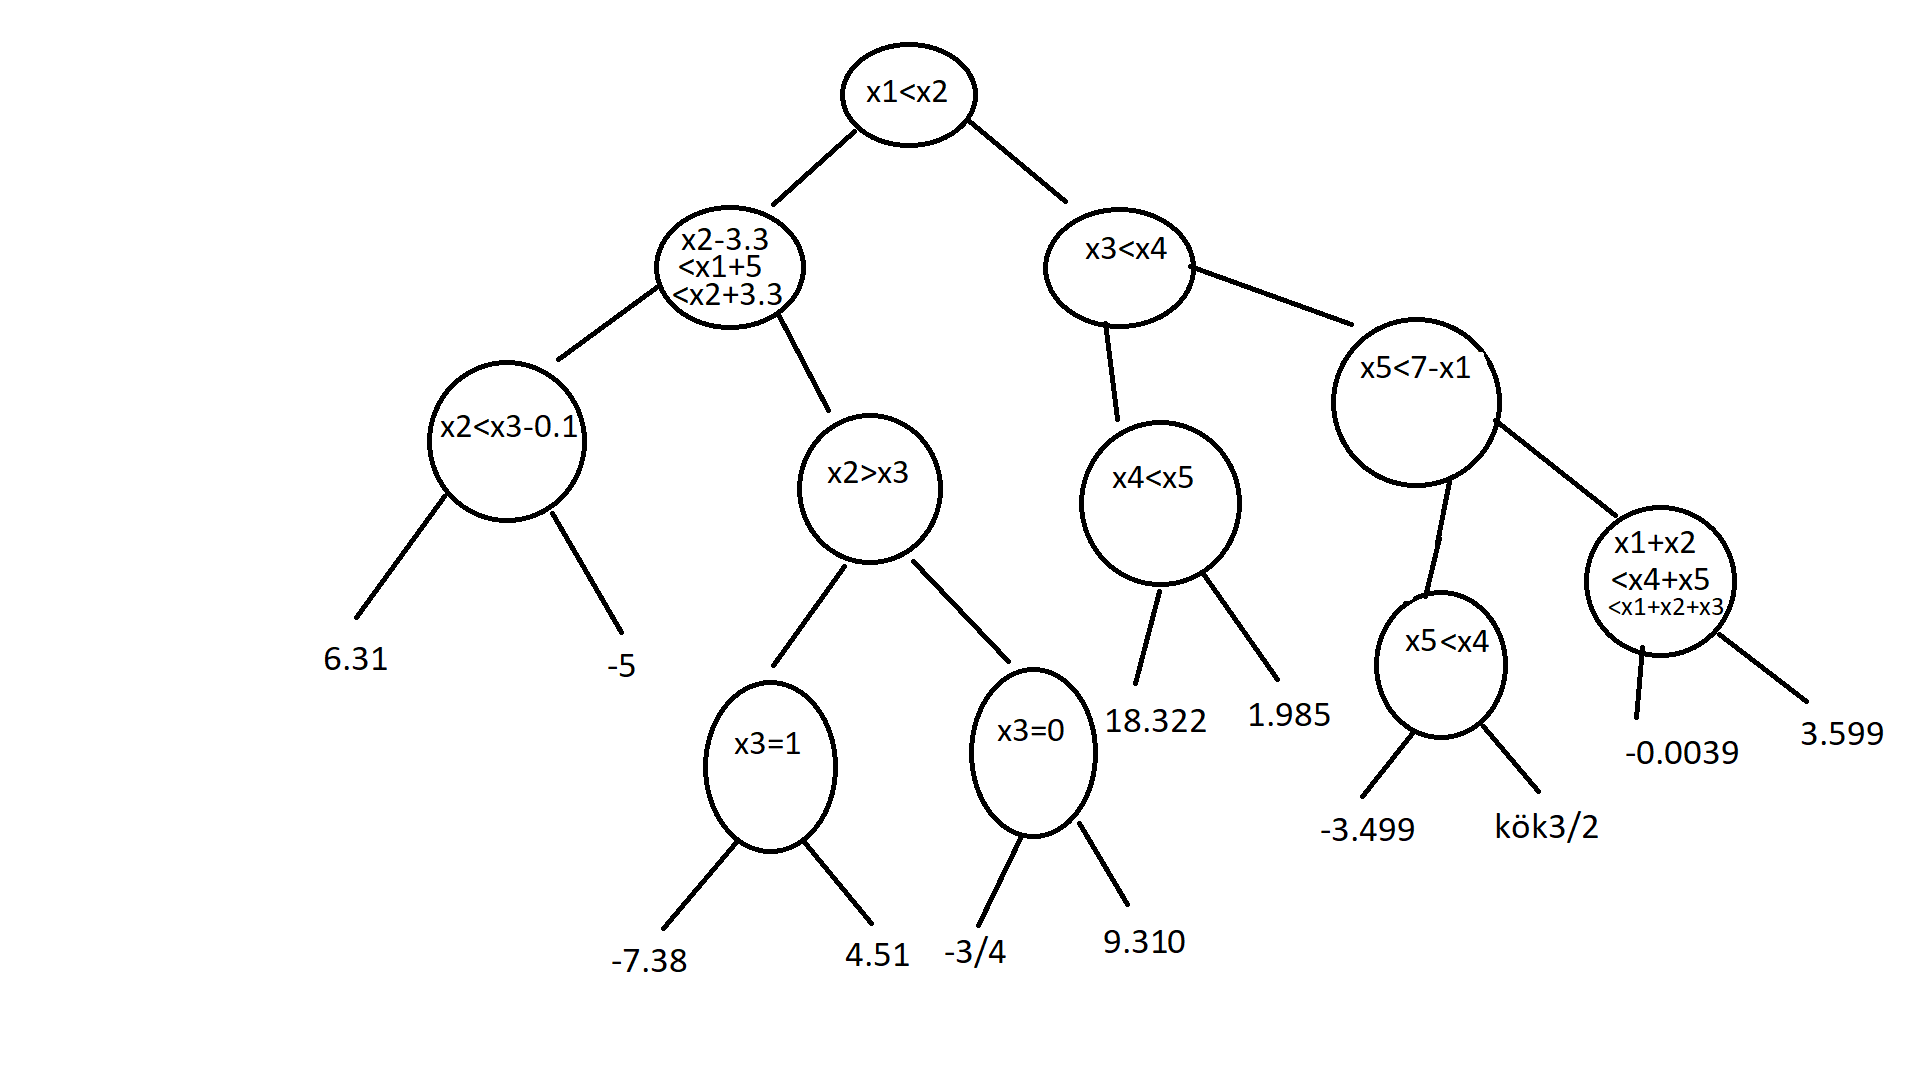 x1<x2
x2-3.3
<x1+5
<x2+3.3
x3<x4
x5<7-x1
x2<x3-0.1
x2>x3
x4<x5
x1+x2
<x4+x5
<x1+x2+x3
x5<x4
6.31
-5
x3=1
x3=0
18.322
1.985
-0.0039
3.599
-3.499
kök3/2
-7.38
4.51
-3/4
9.310